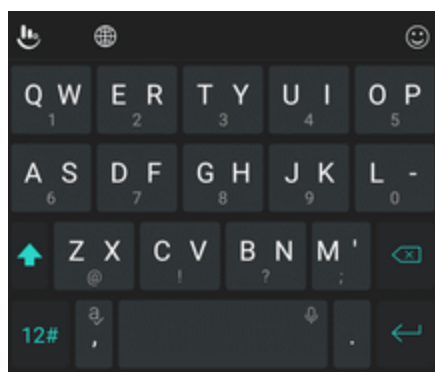 Q W E R T Y U I O P
1 2 3 4 5
A S D F G H J K L -
6 7 8 9 0
Z X C V B N M '
@ ! ? ;
12# a , .